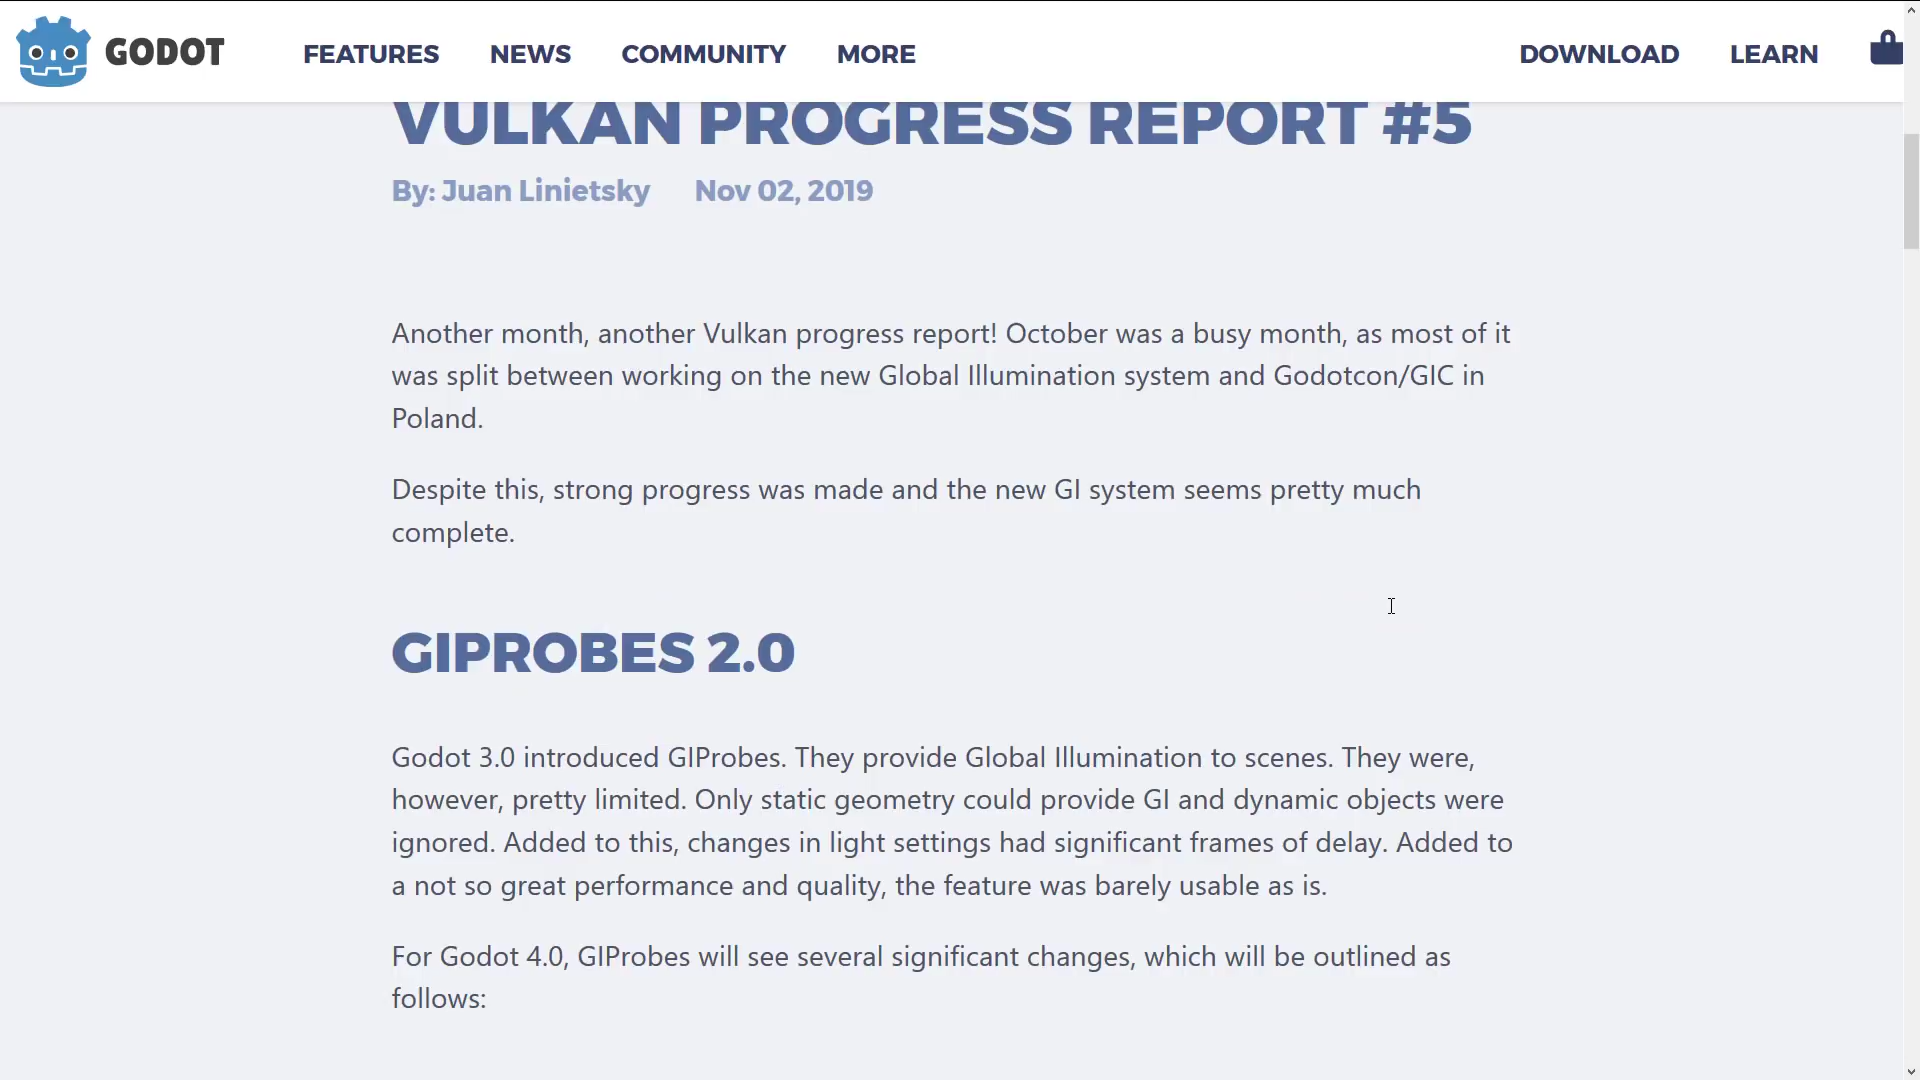 GODOT
FEATURES NEWS COMMUNITY MORE DOWNLOAD LEARN
VULKAN PROGRESS REPORT #5
By: Juan Linietsky Nov 02, 2019
Another month, another Vulkan progress report! October was a busy month, as most of it
was split between working on the new Global Illumination system and Godotcon/GIC in
Poland.
Despite this, strong progress was made and the new GI system seems pretty much
complete.
GIPROBES 2.0
Godot 3.0 introduced GIProbes. They provide Global Illumination to scenes. They were,
however, pretty limited. Only static geometry could provide GI and dynamic objects were
ignored. Added to this, changes in light settings had significant frames of delay. Added to
a not so great performance and quality, the feature was barely usable as is.
For Godot 4.0, GIProbes will see several significant changes, which will be outlined as
follows: